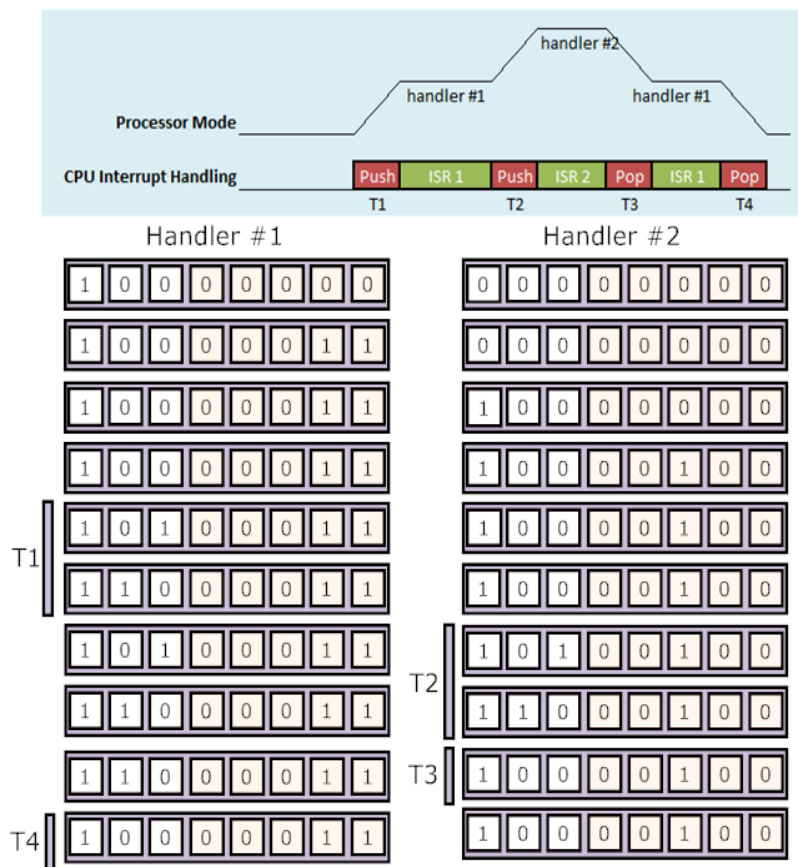 handler #2
handler #1 handler #1
Processor Mode
CPU Interrupt Handling Push ISR 1 Push ISR 2 Pop ISR 1 Pop
T1 T2 T3 T4
Handler #1 Handler #2
1 0 0 0 0 0 0 0 0 0 0 0 0 0 0 0
1 0 0 0 0 0 1 1 0 0 0 0 0 0 0 0
1 0 0 0 0 0 1 1 1 0 0 0 0 0 0 0
1 0 0 0 0 0 1 1 1 0 0 0 0 1 0 0
T1
1 0 1 0 0 0 1 1 1 0 0 0 0 1 0 0
1 1 0 0 0 0 1 1 1 0 0 0 0 1 0 0
T2
1 0 1 0 0 0 1 1 1 0 1 0 0 1 0 0
1 1 0 0 0 0 1 1 1 1 0 0 0 1 0 0
T3
1 1 0 0 0 0 1 1 1 0 0 0 0 1 0 0
T4 1 0 0 0 0 0 1 1 1 0 0 0 0 1 0 0